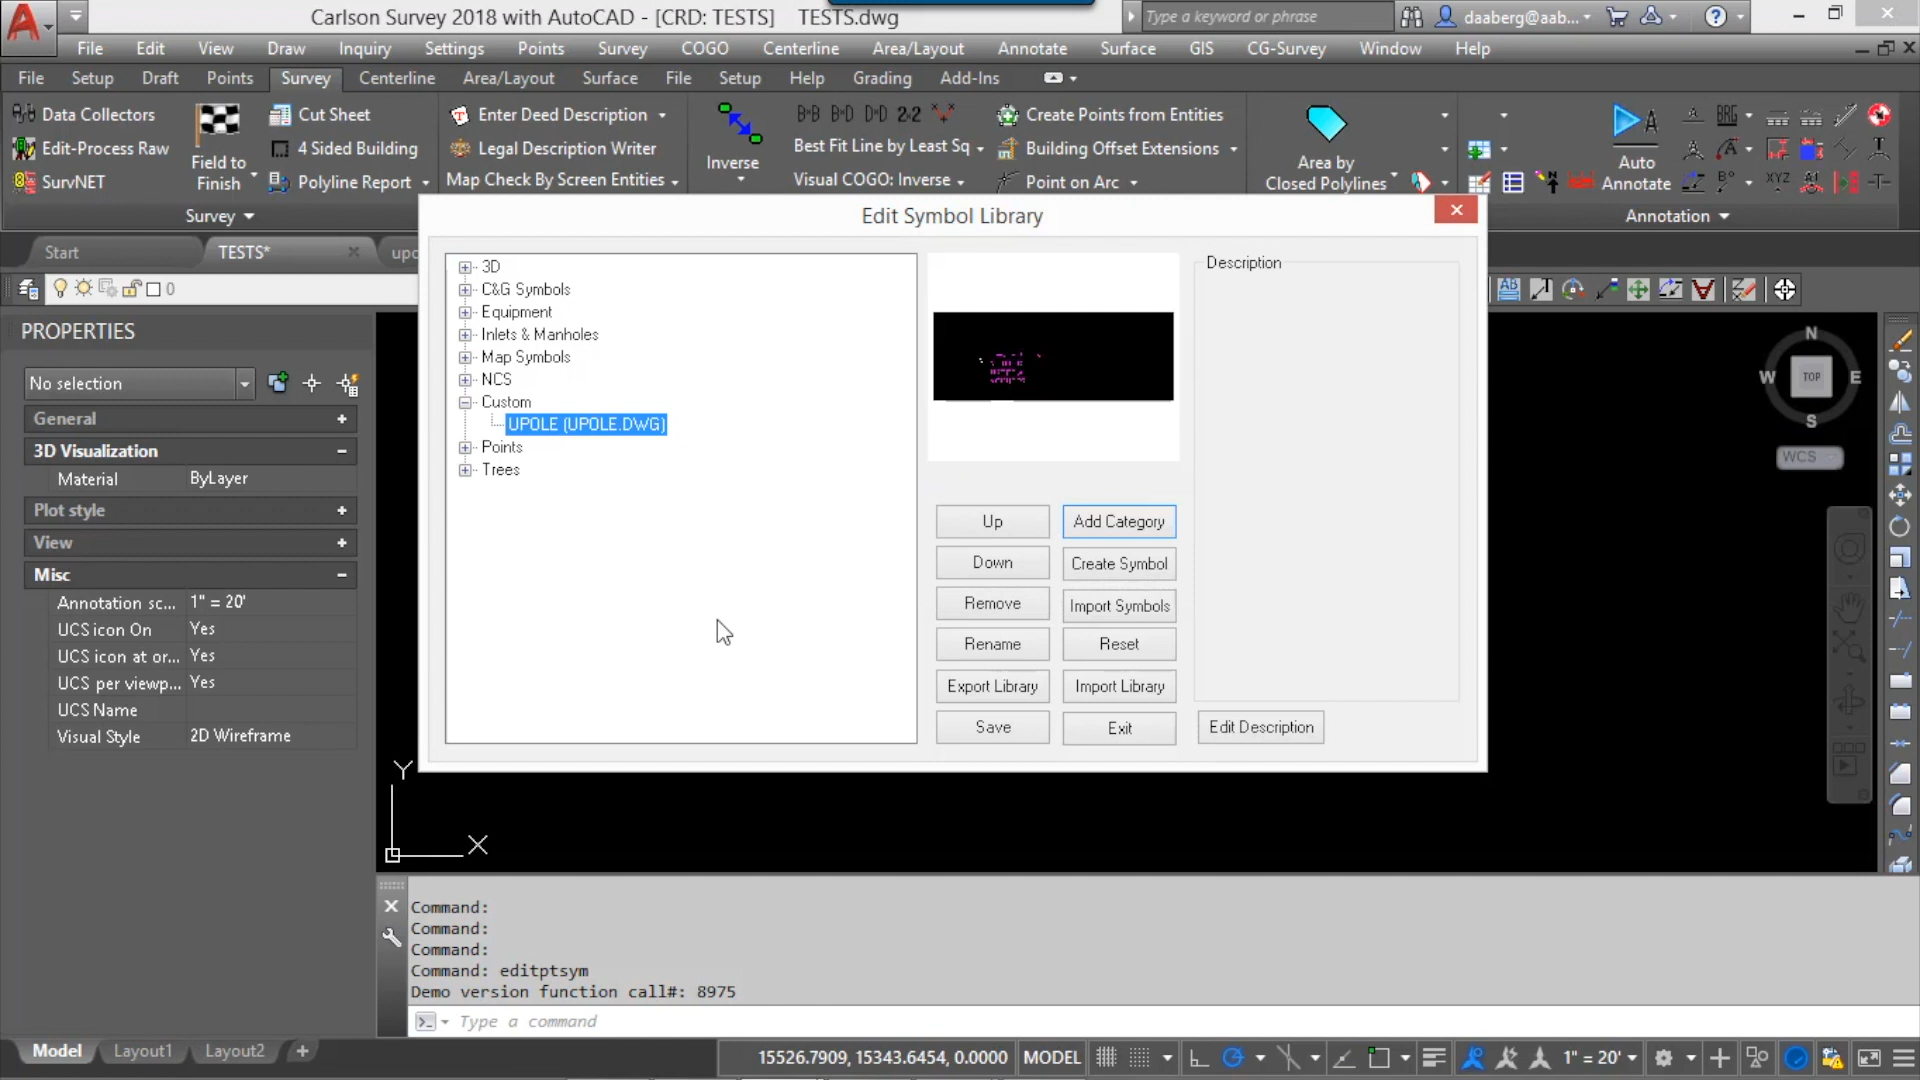 Carlson Survey 2018 with AutoCAD - [CRD: TESTS] TESTS.dwg
Type a keyword or phrase
daaberg@aab...
File Edit View Draw Inquiry Settings Points Survey COGO Centerline Area/Layout Annotate Surface GIS CG-Survey Window Help
File Setup Draft Points Survey Centerline Area/Layout Surface File Setup Help Grading Add-Ins
Data Collectors
Edit-Process Raw
SurvNET
Field to
Finish
Cut Sheet
4 Sided Building
Polyline Report
Survey
Enter Deed Description
Legal Description Writer
Map Check By Screen Entities
Inverse
B+B B+D D+D 2-2
Best Fit Line by Least Sq
Visual COGO: Inverse
Create Points from Entities
Building Offset Extensions
Point on Arc
Area by
Closed Polylines
Auto
Annotate
BRG
XYZ
Annotation
Start
TESTS*
upo
0
PROPERTIES
No selection
General
3D Visualization
Material ByLayer
Plot style
View
Misc
Annotation sc... 1" = 20'
UCS icon On Yes
UCS icon at or... Yes
UCS per viewp... Yes
UCS Name
Visual Style 2D Wireframe
Edit Symbol Library
3D
C&G Symbols
Equipment
Inlets & Manholes
Map Symbols
NCS
Custom
UPOLE (UPOLE.DWG)
Points
Trees
Description
Up
Add Category
Down
Create Symbol
Remove
Import Symbols
Rename
Reset
Export Library
Import Library
Save
Exit
Edit Description
N
W TOP E
S
WCS
Y
X
Command:
Command:
Command:
Command: editptsym
Demo version function call#: 8975
Type a command
Model Layout1 Layout2
15526.7909, 15343.6454, 0.0000 MODEL
1" = 20'